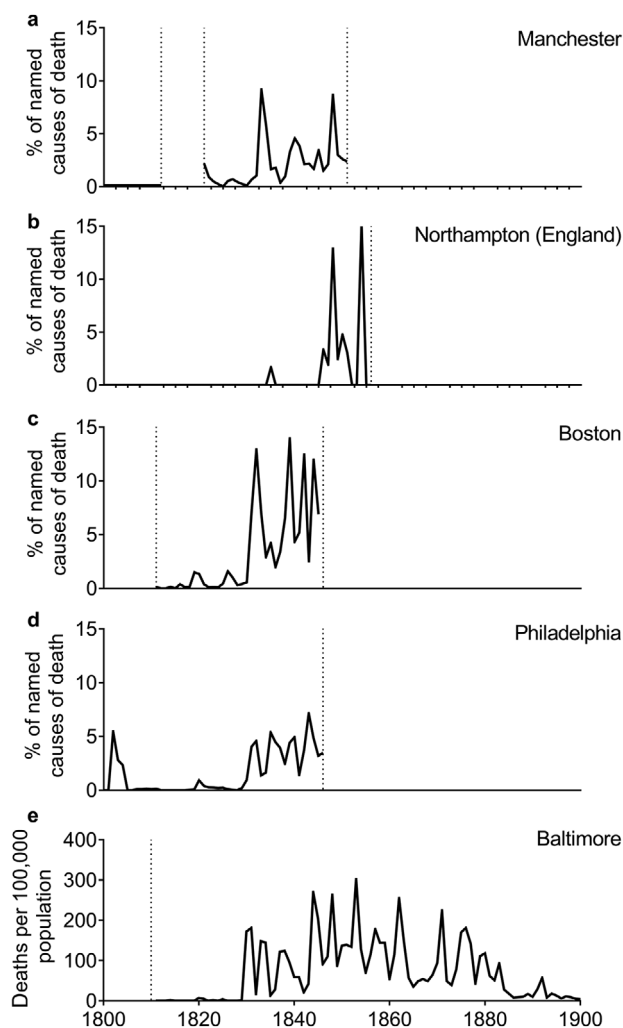 a
Manchester
% of named
causes of death
15
10
5
0
b
Northampton (England)
% of named
causes of death
15
10
5
0
c
Boston
% of named
causes of death
15
10
5
0
d
Philadelphia
% of named
causes of death
15
10
5
0
e
Baltimore
Deaths per 100,000
population
400
300
200
100
0
1800 1820 1840 1860 1880 1900